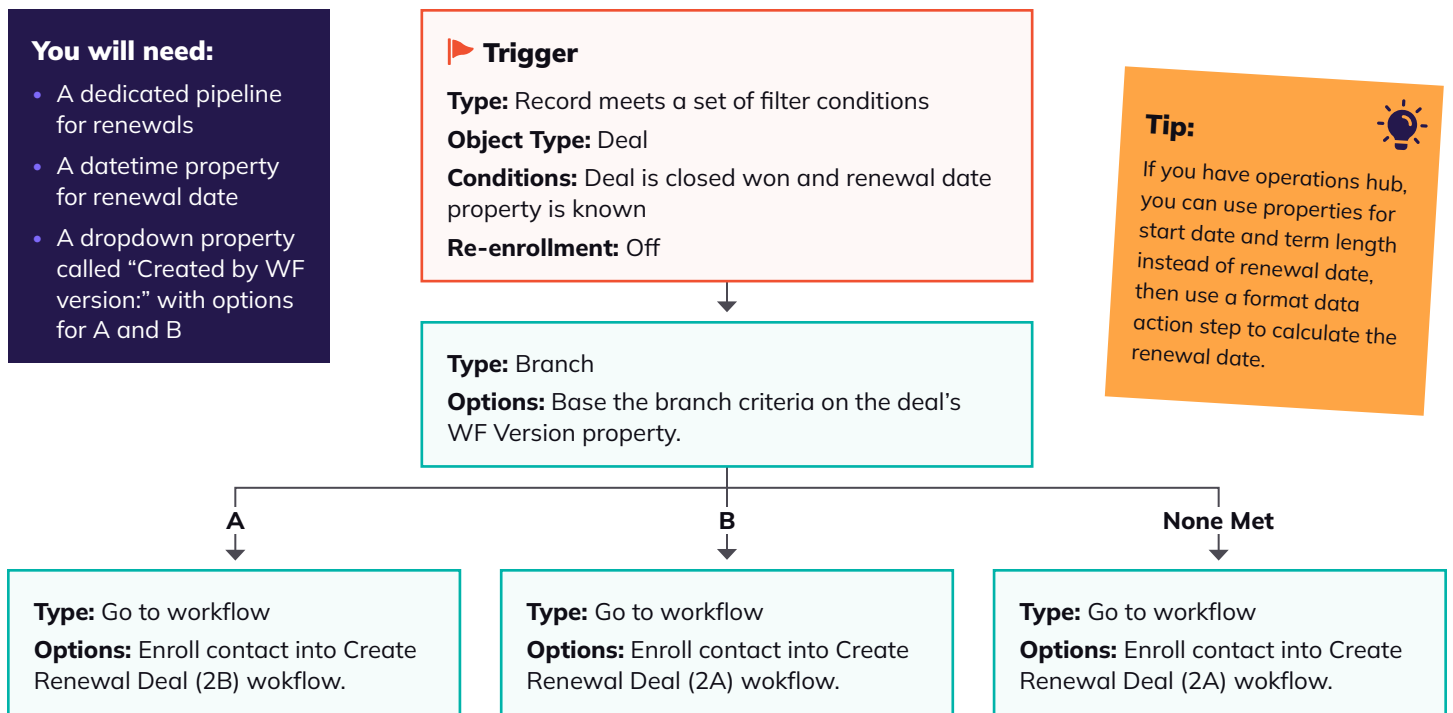 You will need:
• A dedicated pipeline
for renewals
• A datetime property
for renewal date
• A dropdown property
called “Created by WF
version:” with options
for A and B
Trigger
Type: Record meets a set of filter conditions
Object Type: Deal
Conditions: Deal is closed won and renewal date
property is known
Re-enrollment: Off
Tip:
If you have operations hub,
you can use properties for
start date and term length
instead of renewal date,
then use a format data
action step to calculate the
renewal date.
Type: Branch
Options: Base the branch criteria on the deal’s
WF Version property.
A
B
None Met
Type: Go to workflow
Options: Enroll contact into Create
Renewal Deal (2B) wokflow.
Type: Go to workflow
Options: Enroll contact into Create
Renewal Deal (2A) wokflow.
Type: Go to workflow
Options: Enroll contact into Create
Renewal Deal (2A) wokflow.